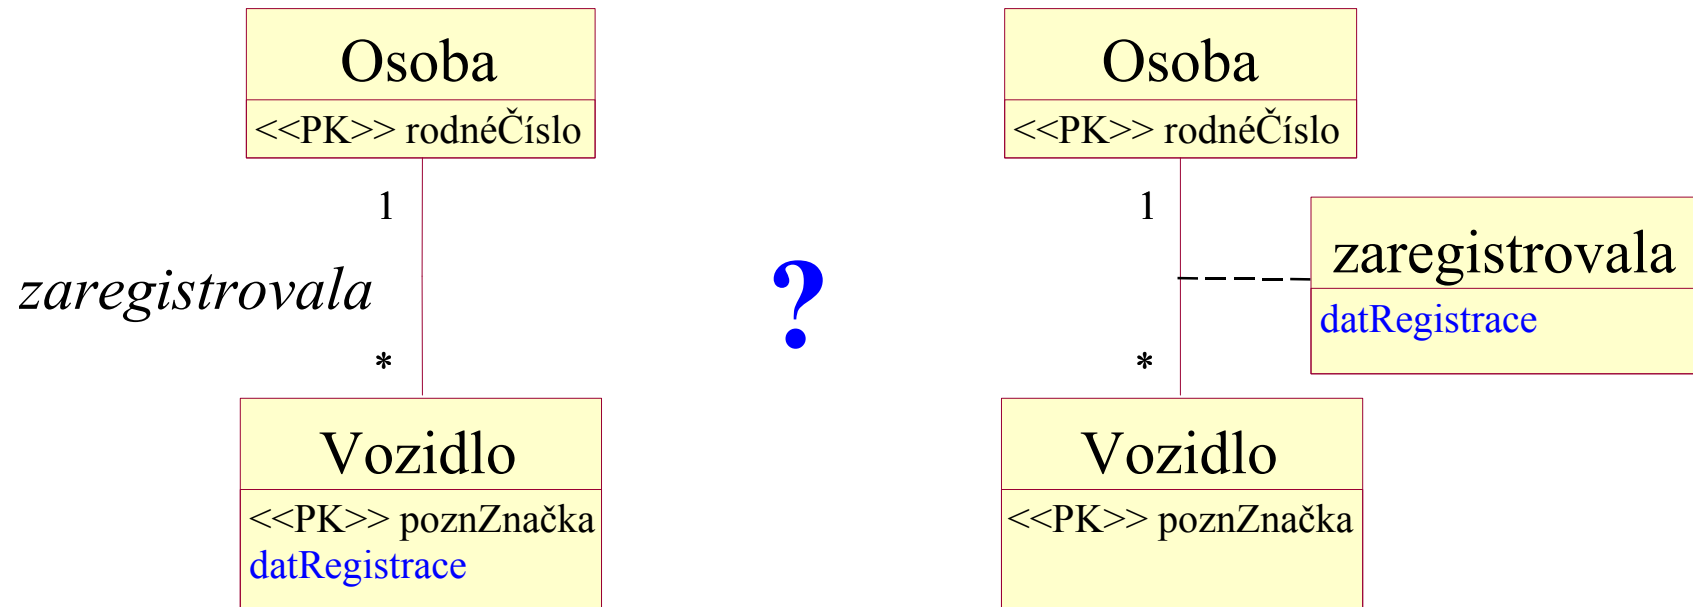 Osoba
<<PK>> rodnéČíslo
1
zaregistrovala
*
Vozidlo
<<PK>> poznZnačka
datRegistrace
?
Osoba
<<PK>> rodnéČíslo
1
zaregistrovala
datRegistrace
*
Vozidlo
<<PK>> poznZnačka